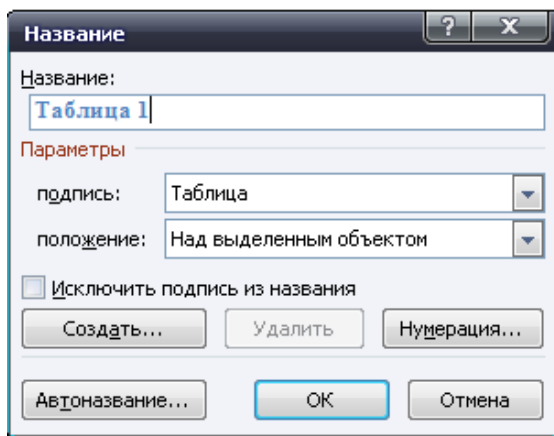 Название
? X
Название:
Таблица 1
Параметры
подпись: Таблица
положение: Над выделенным объектом
Исключить подпись из названия
Создать... Удалить Нумерация...
Автоназвание... ОК Отмена